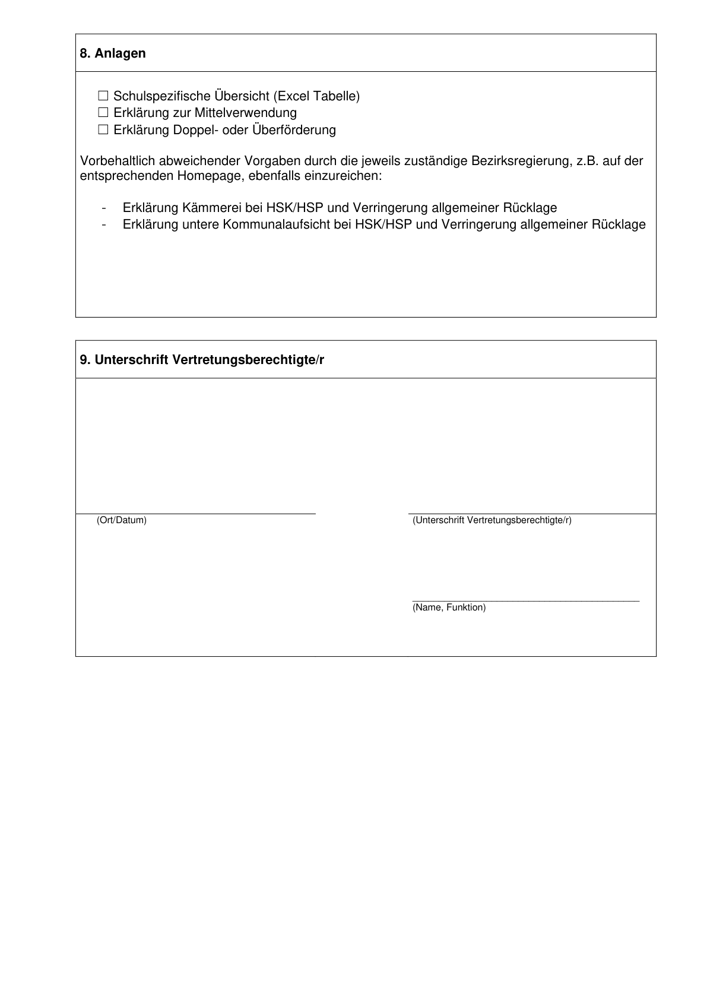 8. Anlagen
☐ Schulspezifische Übersicht (Excel Tabelle)
☐ Erklärung zur Mittelverwendung
☐ Erklärung Doppel- oder Überförderung
Vorbehaltlich abweichender Vorgaben durch die jeweils zuständige Bezirksregierung, z.B. auf der
entsprechenden Homepage, ebenfalls einzureichen:
- Erklärung Kämmerei bei HSK/HSP und Verringerung allgemeiner Rücklage
- Erklärung untere Kommunalaufsicht bei HSK/HSP und Verringerung allgemeiner Rücklage
9. Unterschrift Vertretungsberechtigte/r
(Ort/Datum) (Unterschrift Vertretungsberechtigte/r)
(Name, Funktion)